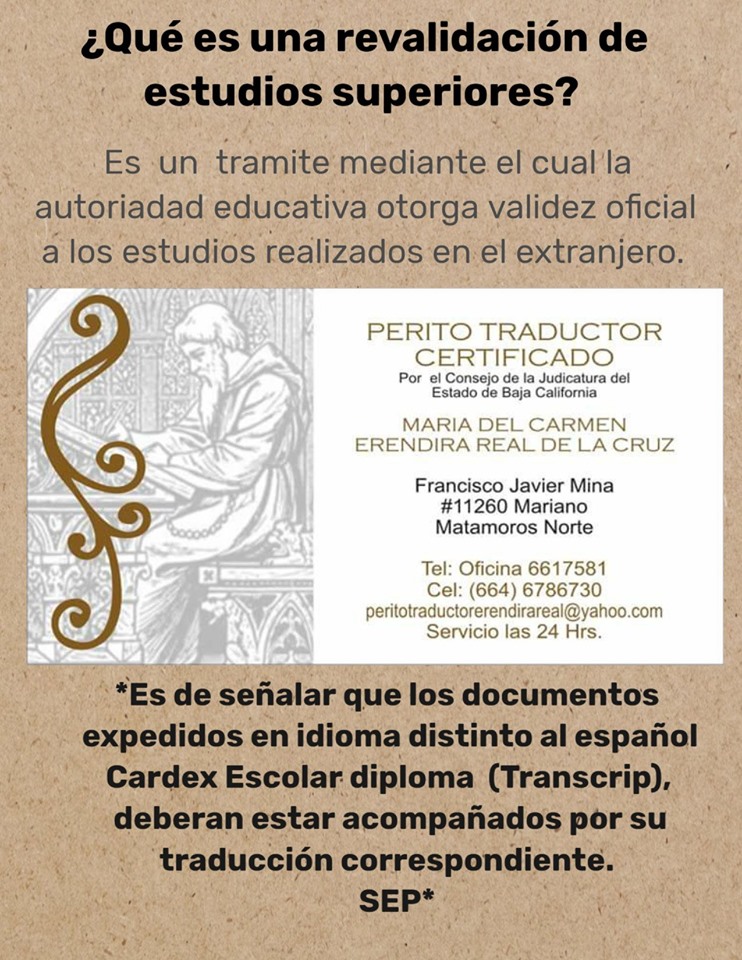 ¿Qué es una revalidación de
estudios superiores?
Es un tramite mediante el cual la
autoriadad educativa otorga validez oficial
a los estudios realizados en el extranjero.
PERITO TRADUCTOR
CERTIFICADO
Por el Consejo de la Judicatura del
Estado de Baja California
MARIA DEL CARMEN
ERENDIRA REAL DE LA CRUZ
Francisco Javier Mina
#11260 Mariano
Matamoros Norte
Tel: Oficina 6617581
Cel: (664) 6786730
peritotraductorerendirareal@yahoo.com
Servicio las 24 Hrs.
*Es de señalar que los documentos
expedidos en idioma distinto al español
Cardex Escolar diploma (Transcrip),
deberan estar acompañados por su
traducción correspondiente.
SEP*